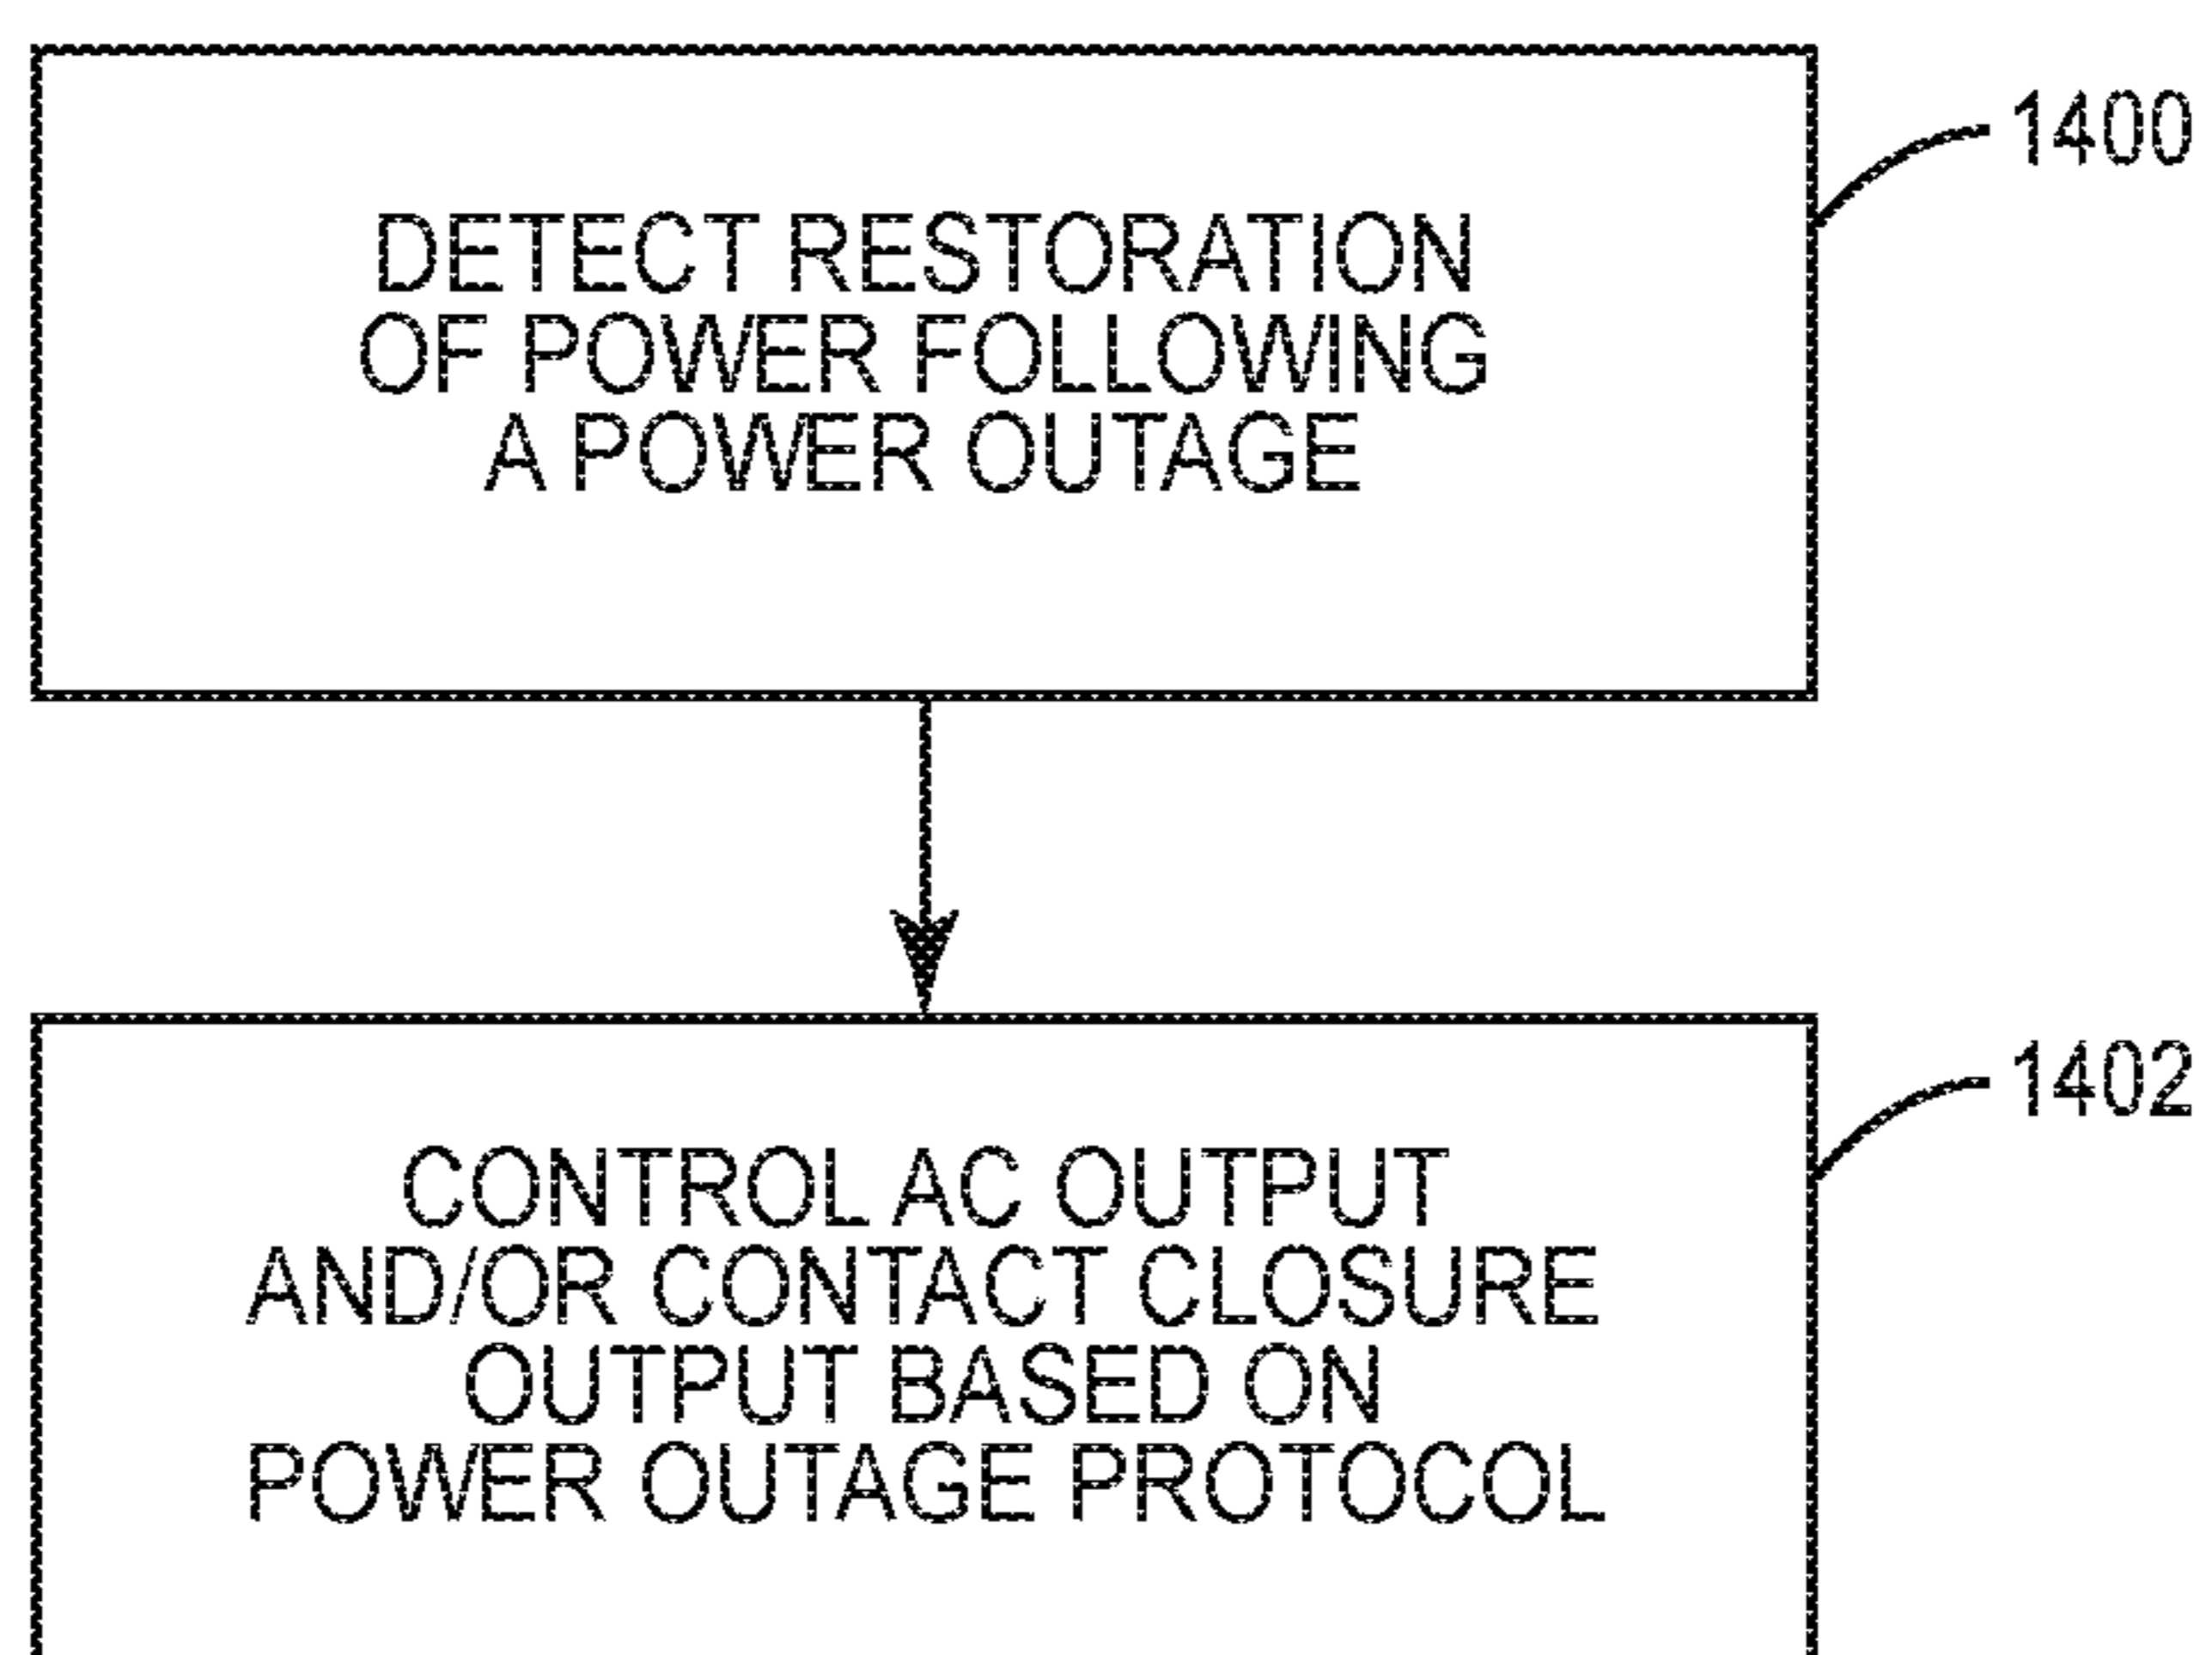 1400
DETECT RESTORATION
OF POWER FOLLOWING
A POWER OUTAGE
1402
CONTROL AC OUTPUT
AND/OR CONTACT CLOSURE
OUTPUT BASED ON
POWER OUTAGE PROTOCOL